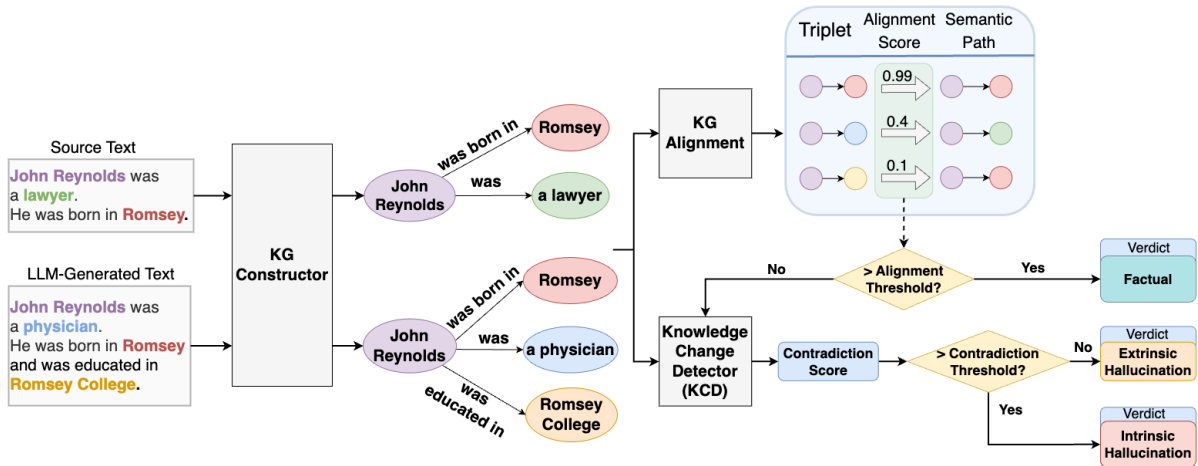 Source Text
John Reynolds was
a lawyer.
He was born in Romsey.
LLM-Generated Text
John Reynolds was
a physician.
He was born in Romsey
and was educated in
Romsey College.
KG
Constructor
John
Reynolds
was born in
Romsey
was
a lawyer
John
Reynolds
was born in
Romsey
was
a physician
was
educated in
Romsey
College
KG
Alignment
Triplet
Alignment
Score
Semantic
Path
0.99
0.4
0.1
> Alignment
Threshold?
No
Yes
Verdict
Factual
Knowledge
Change
Detector
(KCD)
Contradiction
Score
> Contradiction
Threshold?
No
Verdict
Extrinsic
Hallucination
Yes
Verdict
Intrinsic
Hallucination